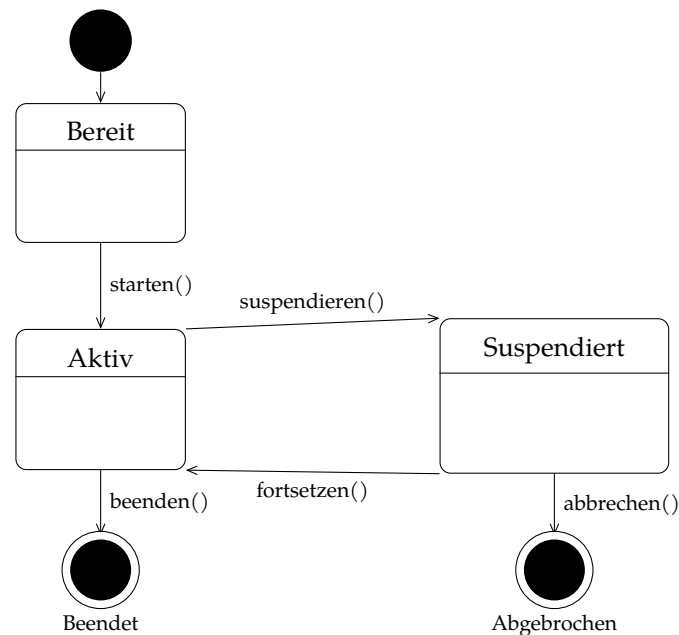 Bereit
starten()
suspendieren()
Aktiv
Suspendiert
fortsetzen()
beenden()
abbrechen()
Beendet
Abgebrochen